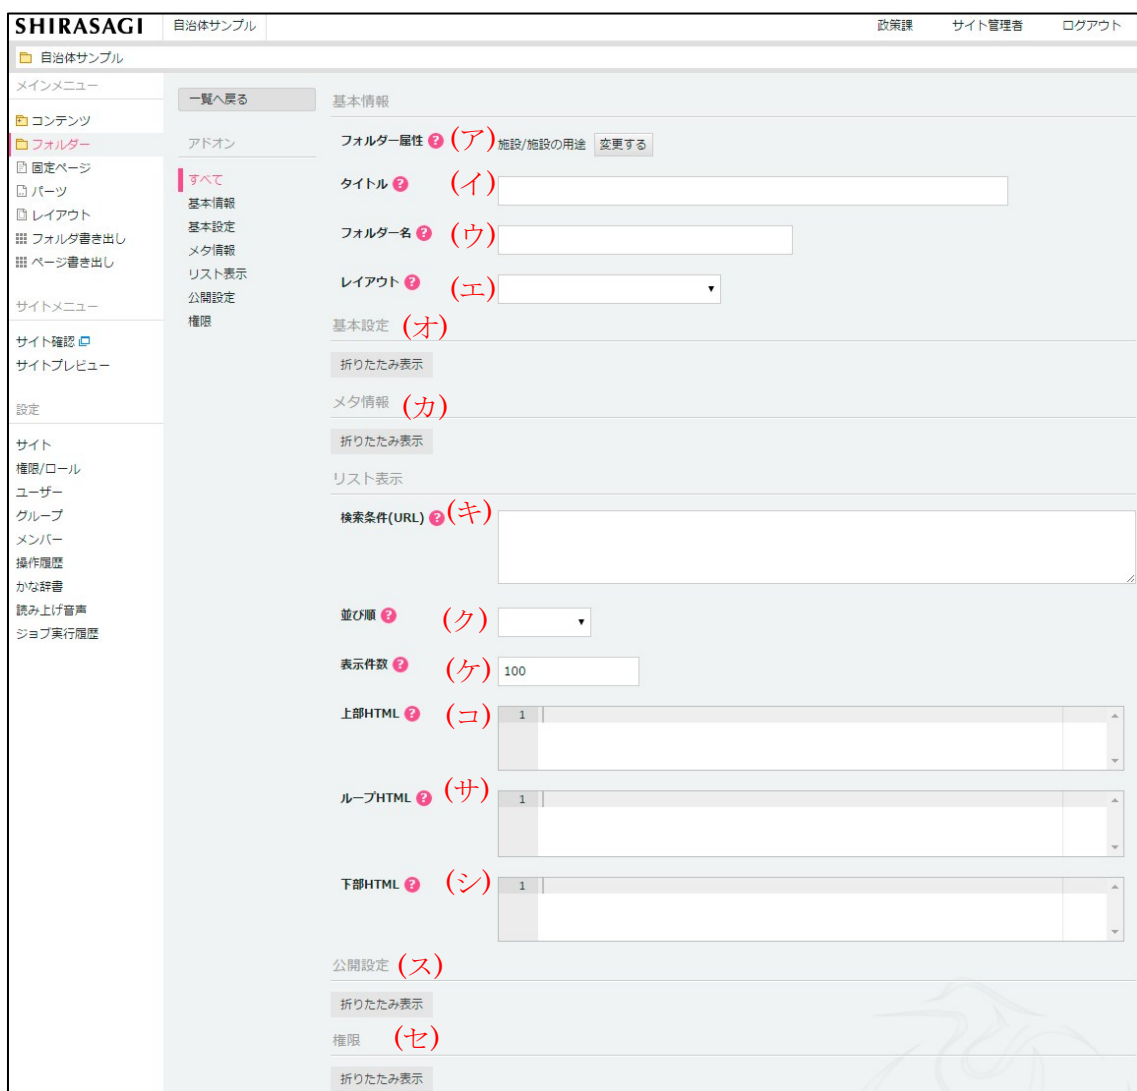 SHIRASAGI 自治体サンプル 政策課 サイト管理者 ログアウト
自治体サンプル
メインメニュー
コンテンツ
フォルダー
固定ページ
パーツ
レイアウト
フォルダ書き出し
ページ書き出し
サイトメニュー
サイト確認
サイトプレビュー
設定
サイト
権限/ロール
ユーザー
グループ
メンバー
操作履歴
かな辞書
読み上げ音声
ジョブ実行履歴
一覧へ戻る
アドオン
すべて
基本情報
基本設定
メタ情報
リスト表示
公開設定
権限
基本情報
フォルダー属性 ? (ア) 施設/施設の用途 変更する
タイトル ? (イ)
フォルダー名 ? (ウ)
レイアウト ? (エ)
基本設定 (オ)
折りたたみ表示
メタ情報 (カ)
折りたたみ表示
リスト表示
検索条件(URL) ? (キ)
並び順 ? (ク)
表示件数 ? (ケ) 100
上部HTML ? (コ) 1
ループHTML ? (サ) 1
下部HTML ? (シ) 1
公開設定 (ス)
折りたたみ表示
権限 (セ)
折りたたみ表示